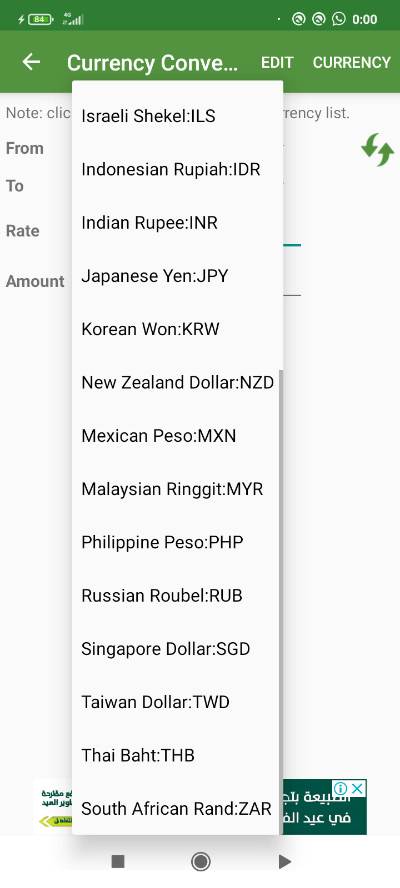 84
4G
0:00
Currency Conve...
EDIT
CURRENCY
Note: clic
rrency list.
From
To
Rate
Amount
Israeli Shekel:ILS
Indonesian Rupiah:IDR
Indian Rupee:INR
Japanese Yen:JPY
Korean Won:KRW
New Zealand Dollar:NZD
Mexican Peso:MXN
Malaysian Ringgit:MYR
Philippine Peso:PHP
Russian Roubel:RUB
Singapore Dollar:SGD
Taiwan Dollar:TWD
Thai Baht:THB
South African Rand:ZAR
الطبيعة بتج
في عيد الف